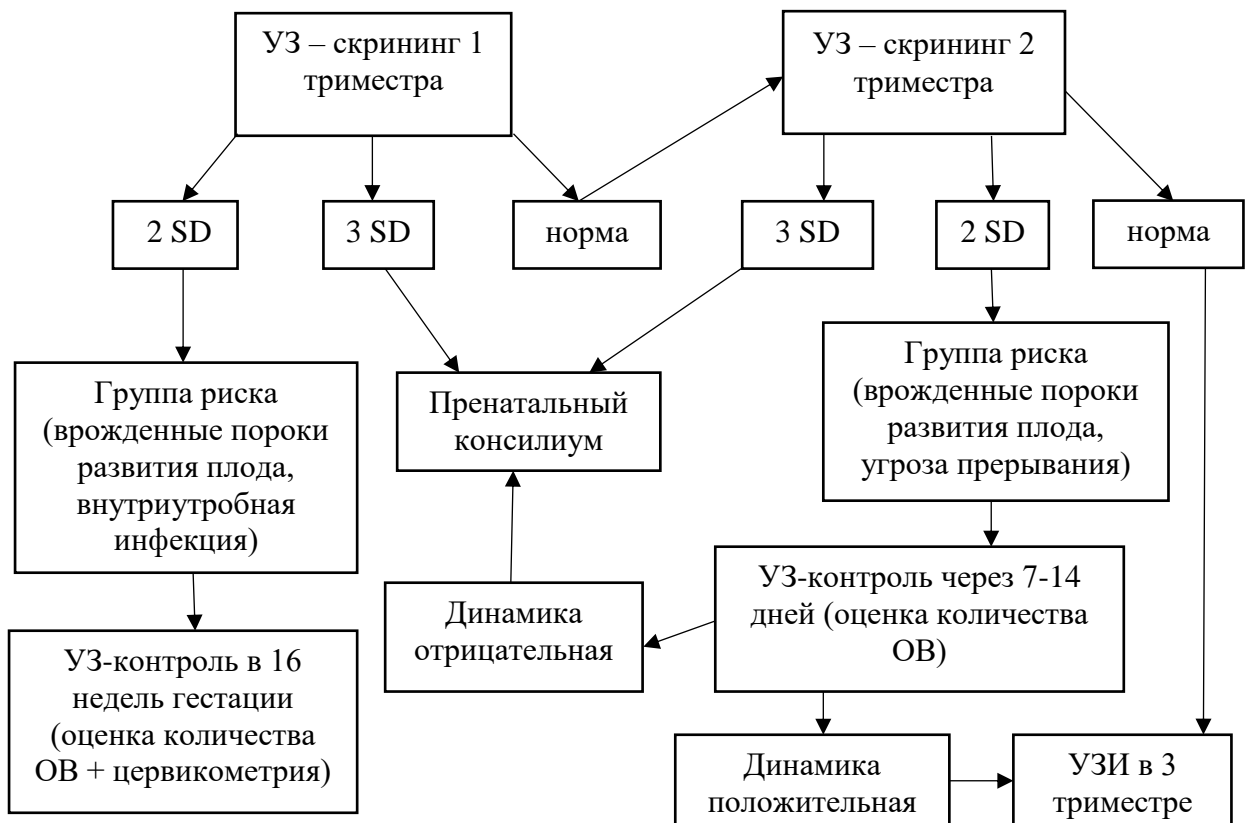 УЗ – скрининг 1
триместра
УЗ – скрининг 2
триместра
2 SD
3 SD
норма
3 SD
2 SD
норма
Группа риска
(врожденные пороки
развития плода,
внутриутробная
инфекция)
Пренатальный
консилиум
Группа риска
(врожденные пороки
развития плода,
угроза прерывания)
УЗ-контроль в 16
недель гестации
(оценка количества
ОВ + цервикометрия)
Динамика
отрицательная
УЗ-контроль через 7-14
дней (оценка количества
ОВ)
Динамика
положительная
УЗИ в 3
триместре